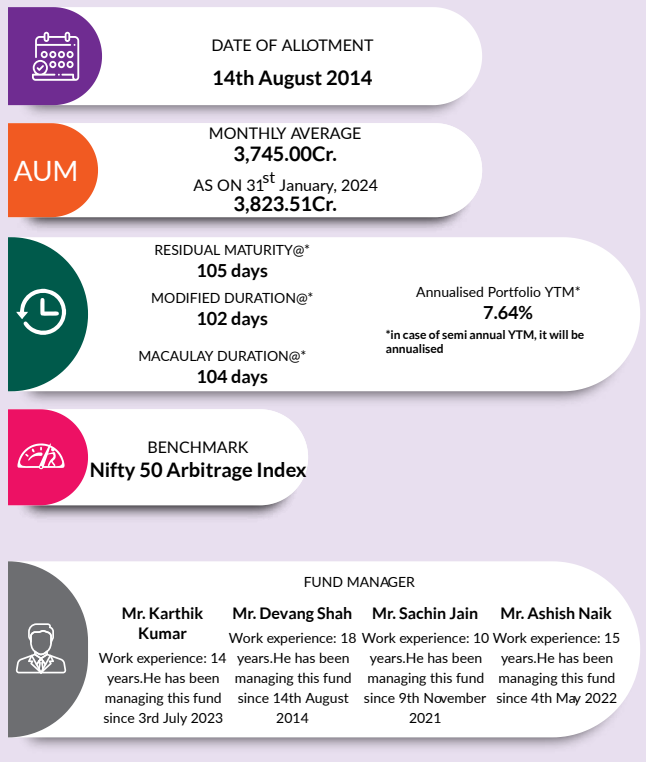 DATE OF ALLOTMENT
14th August 2014
AUM
MONTHLY AVERAGE
3,745.00Cr.
AS ON 31st January, 2024
3,823.51Cr.
RESIDUAL MATURITY@*
105 days
MODIFIED DURATION@*
102 days
MACAULAY DURATION@*
104 days
Annualised Portfolio YTM*
7.64%
*in case of semi annual YTM, it will be
annualised
BENCHMARK
Nifty 50 Arbitrage Index
FUND MANAGER
Mr. Karthik
Kumar
Work experience: 14
years.He has been
managing this fund
since 3rd July 2023
Mr. Devang Shah
Work experience: 18
years.He has been
managing this fund
since 14th August
2014
Mr. Sachin Jain
Work experience: 10
years.He has been
managing this fund
since 9th November
2021
Mr. Ashish Naik
Work experience: 15
years.He has been
managing this fund
since 4th May 2022